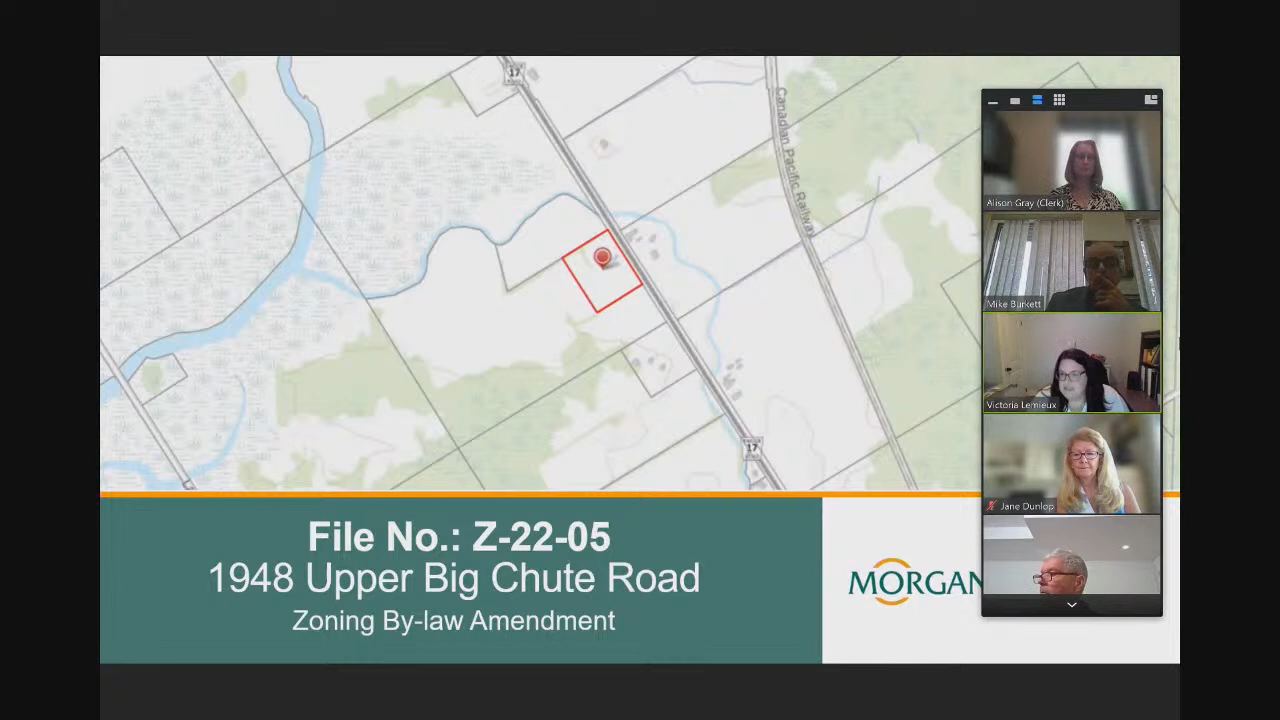 17
Canadian Pacific Railway
17
File No.: Z-22-05
1948 Upper Big Chute Road
Zoning By-law Amendment
MORGAN
Alison Gray (Clerk)
Mike Burkett
Victoria Lemieux
Jane Dunlop